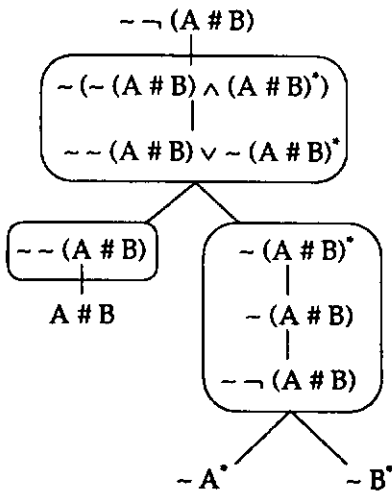 ~ ¬ (A # B)
~ (~ (A # B) ∧ (A # B)*)
~ ~ (A # B) ∨ ~ (A # B)*
~ ~ (A # B)
A # B
~ (A # B)*
~ (A # B)
~ ¬ (A # B)
~ A* ~ B*